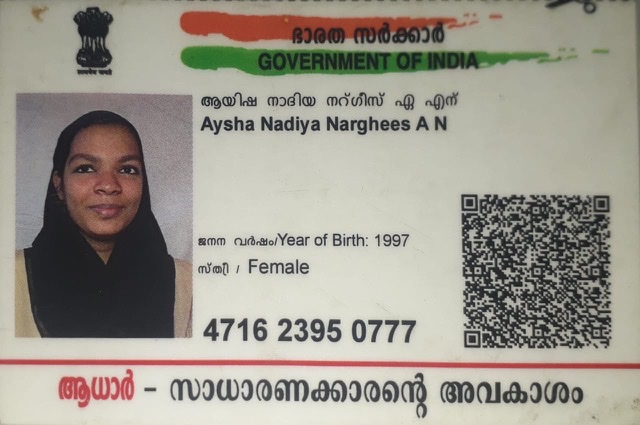 ഭാരത സർക്കാർ
GOVERNMENT OF INDIA
ആയിഷ നാദിയ നറ്ഗീസ് ഏ എന്
Aysha Nadiya Narghees A N
ജനന വർഷം/Year of Birth: 1997
സ്ത്രീ / Female
4716 2395 0777
ആധാർ – സാധാരണക്കാരന്റെ അവകാശം